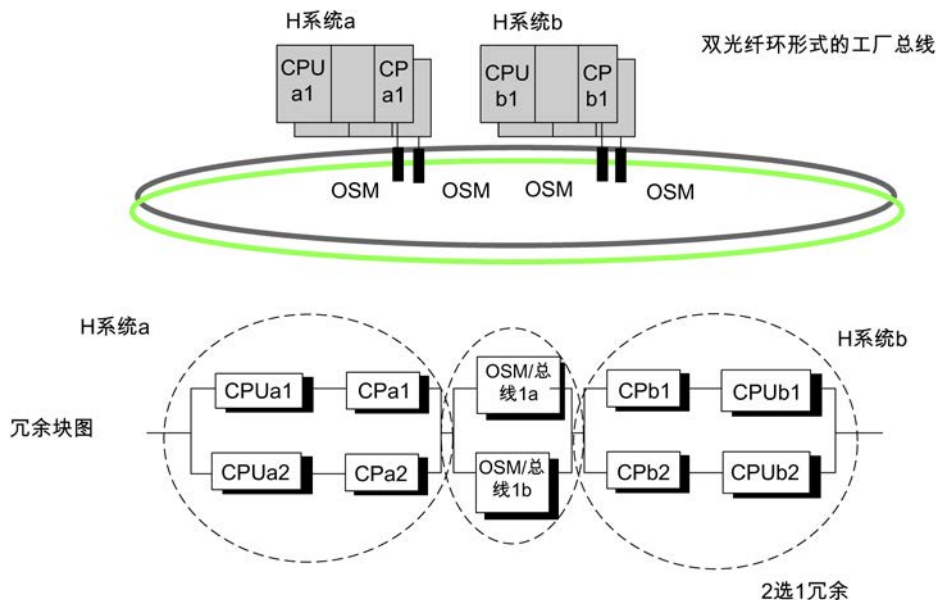 H系统a
H系统b
双光纤环形式的工厂总线
CPU
a1
CP
a1
CPU
b1
CP
b1
OSM
OSM
OSM
OSM
H系统a
H系统b
CPUa1
CPa1
OSM/总
线1a
CPb1
CPUb1
冗余块图
CPUa2
CPa2
OSM/总
线1b
CPb2
CPUb2
2选1冗余